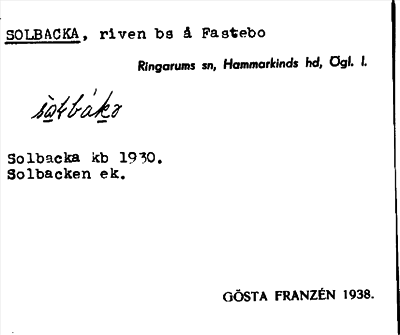 SOLBACKA, riven bs å Fastebo
Ringarums sn, Hammarkinds hd, Ögl. l.
Solbacka kb 1930.
Solbacken ek.
GÖSTA FRANZÉN 1938.